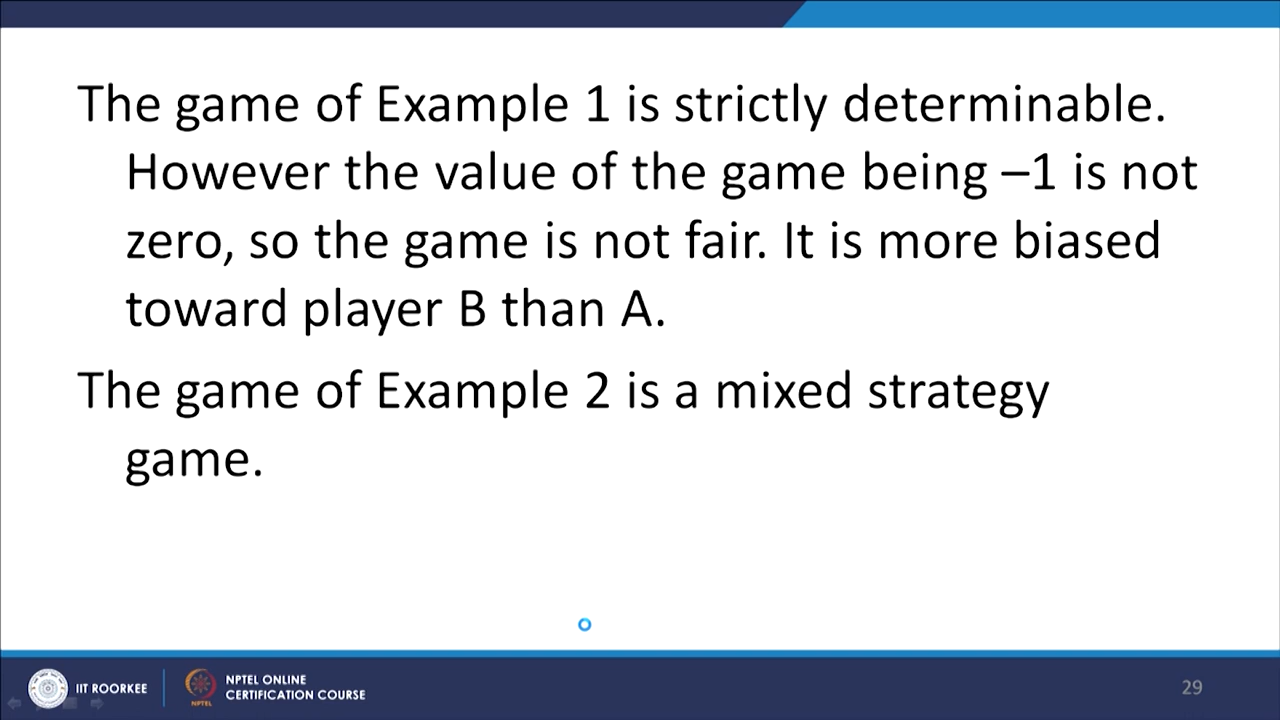 The game of Example 1 is strictly determinable.
However the value of the game being –1 is not
zero, so the game is not fair. It is more biased
toward player B than A.
The game of Example 2 is a mixed strategy
game.
IIT ROORKEE
NPTEL ONLINE
CERTIFICATION COURSE
NPTEL
29